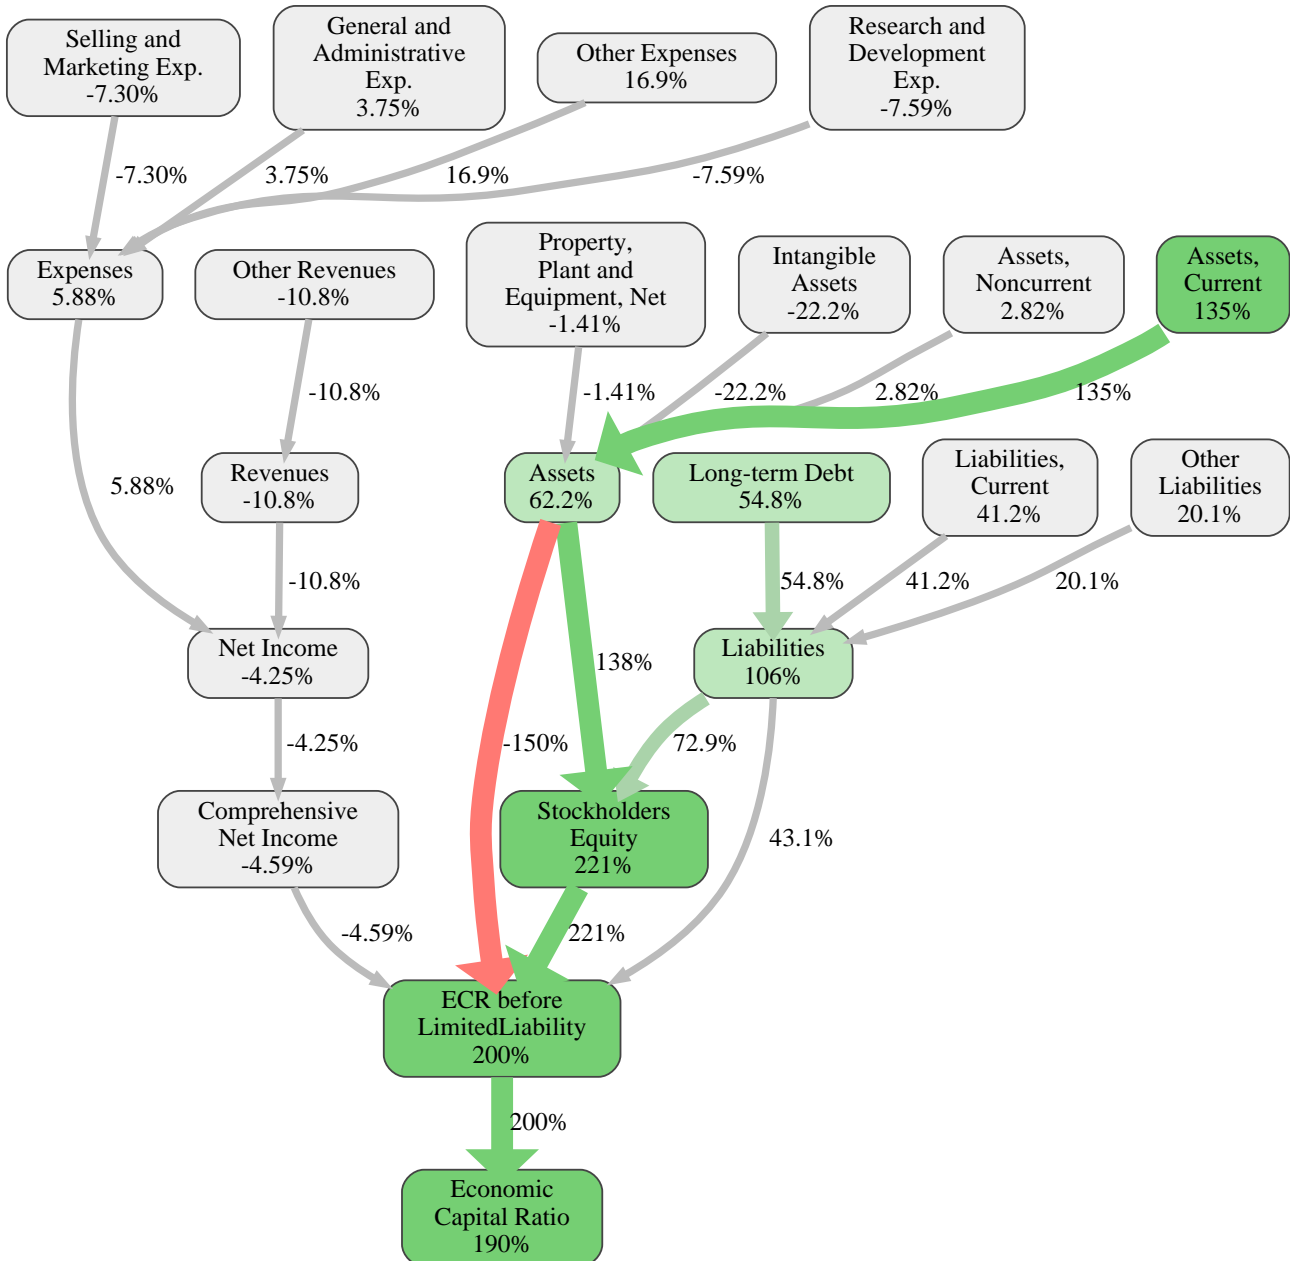 Selling and
Marketing Exp.
-7.30%
General and
Administrative
Exp.
3.75%
Other Expenses
16.9%
Research and
Development
Exp.
-7.59%
-7.30%
3.75%
16.9%
-7.59%
Expenses
5.88%
Other Revenues
-10.8%
Property,
Plant and
Equipment, Net
-1.41%
Intangible
Assets
-22.2%
Assets,
Noncurrent
2.82%
Assets,
Current
135%
-10.8%
-1.41%
-22.2%
2.82%
135%
5.88%
Revenues
-10.8%
Assets
62.2%
Long-term Debt
54.8%
Liabilities,
Current
41.2%
Other
Liabilities
20.1%
-10.8%
54.8%
41.2%
20.1%
Net Income
-4.25%
138%
Liabilities
106%
-4.25%
-150%
72.9%
Comprehensive
Net Income
-4.59%
Stockholders
Equity
221%
43.1%
-4.59%
221%
ECR before
LimitedLiability
200%
200%
Economic
Capital Ratio
190%